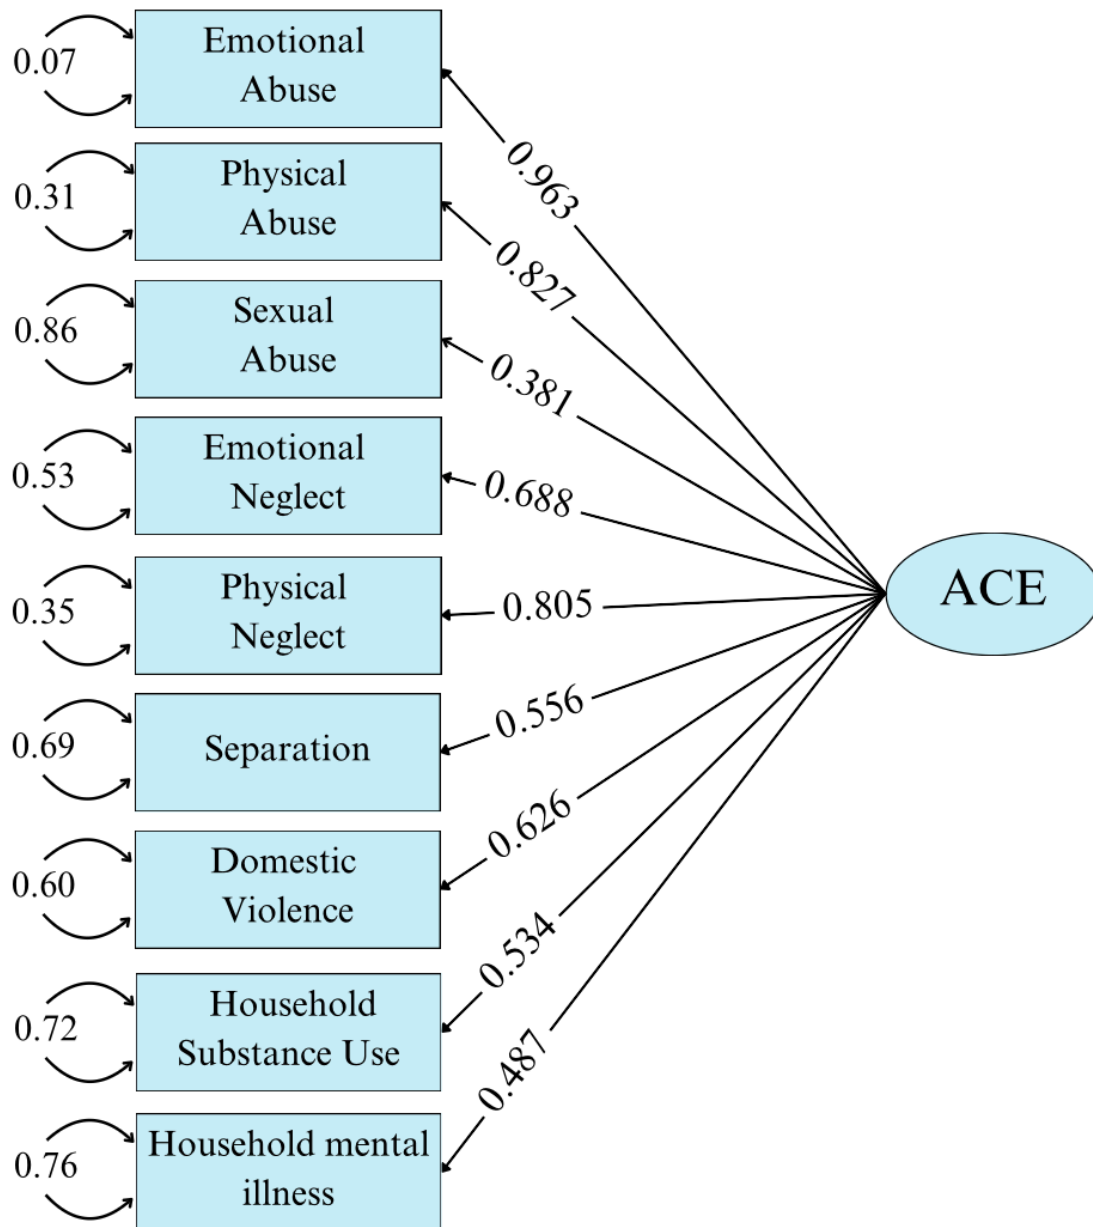 0.07
Emotional
Abuse
0.963
0.31
Physical
Abuse
0.827
0.86
Sexual
Abuse
0.381
0.53
Emotional
Neglect
0.688
0.35
Physical
Neglect
0.805
ACE
0.69
Separation
0.556
0.60
Domestic
Violence
0.626
0.72
Household
Substance Use
0.534
0.76
Household mental
illness
0.487